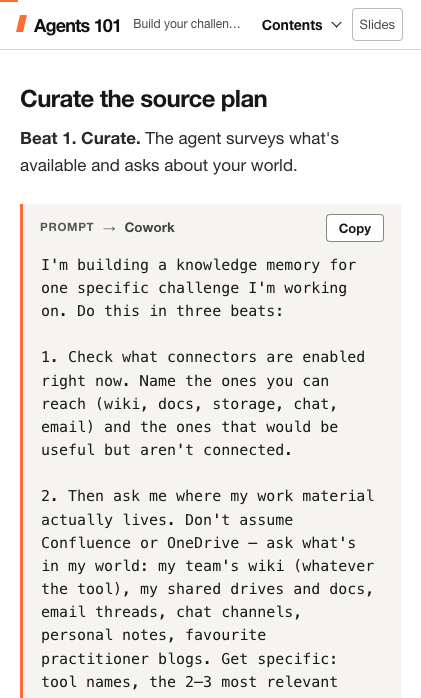 Agents 101
Build your challen…
Contents
Slides
Curate the source plan
Beat 1. Curate. The agent surveys what's
available and asks about your world.
PROMPT → Cowork
Copy
I'm building a knowledge memory for
one specific challenge I'm working
on. Do this in three beats:
1. Check what connectors are enabled
right now. Name the ones you can
reach (wiki, docs, storage, chat,
email) and the ones that would be
useful but aren't connected.
2. Then ask me where my work material
actually lives. Don't assume
Confluence or OneDrive — ask what's
in my world: my team's wiki (whatever
the tool), my shared drives and docs,
email threads, chat channels,
personal notes, favourite
practitioner blogs. Get specific:
tool names, the 2–3 most relevant